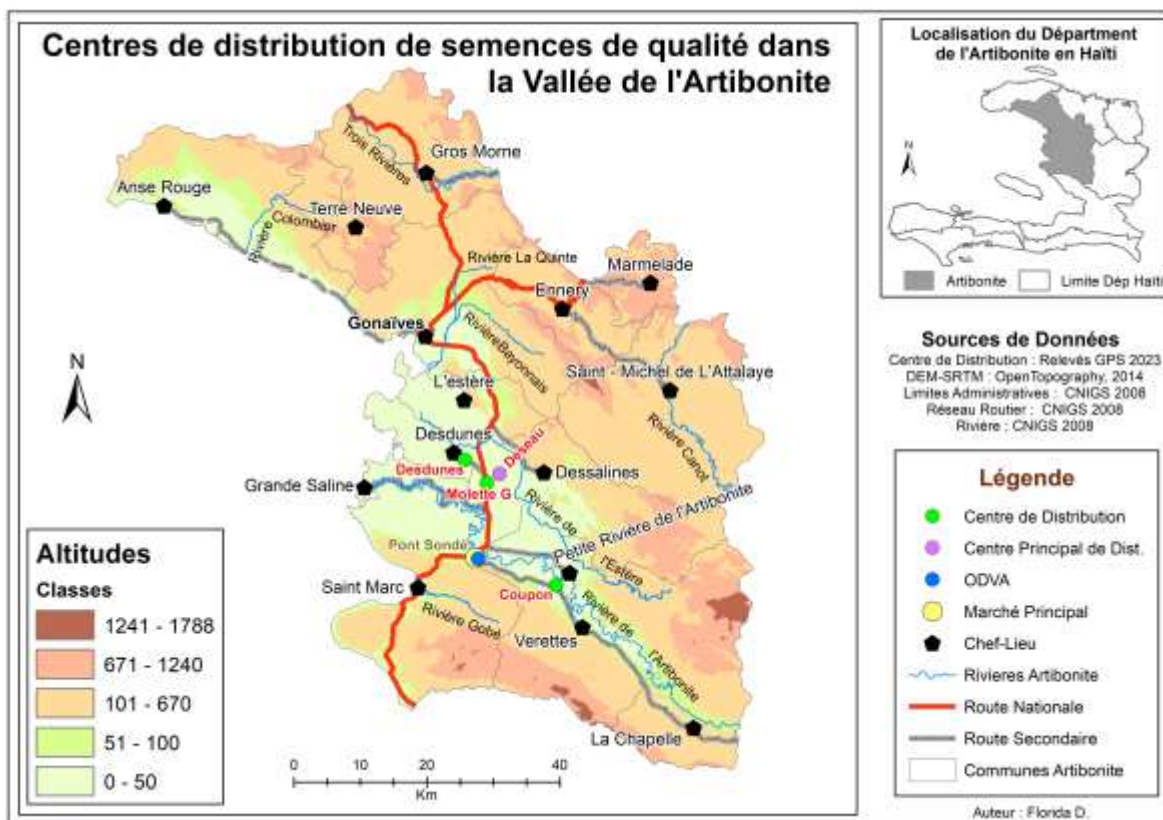 Centres de distribution de semences de qualité dans
la Vallée de l'Artibonite
Trois Rivières
Gros Morne
Anse Rouge
Terre Neuve
Rivière
Colombier
Rivière La Quinte
Marmelade
Ennery
Gonaïves
Rivière Bayonnais
N
L'estère
Saint - Michel de L'Attalaye
Desdunes
Deseau
Rivière Canot
Desdunes
Dessalines
Grande Saline
Molette G
Rivière de
l'Estère
Petite Rivière de l'Artibonite
Pont Sondé
Saint Marc
Coupon
Rivière Gobé
Verettes
Rivière de
l'Artibonite
La Chapelle
Altitudes
Classes
1241 - 1788
671 - 1240
101 - 670
51 - 100
0 - 50
0 10 20 40
Km
Localisation du Départment
de l'Artibonite en Haïti
N
Artibonite
Limite Dép Haïti
Sources de Données
Centre de Distribution : Relevés GPS 2023
DEM-SRTM : OpenTopography, 2014
Limites Administratives : CNIGS 2008
Réseau Routier : CNIGS 2008
Rivière : CNIGS 2008
Légende
Centre de Distribution
Centre Principal de Dist.
ODVA
Marché Principal
Chef-Lieu
Rivieres Artibonite
Route Nationale
Route Secondaire
Communes Artibonite
Auteur : Florida D.